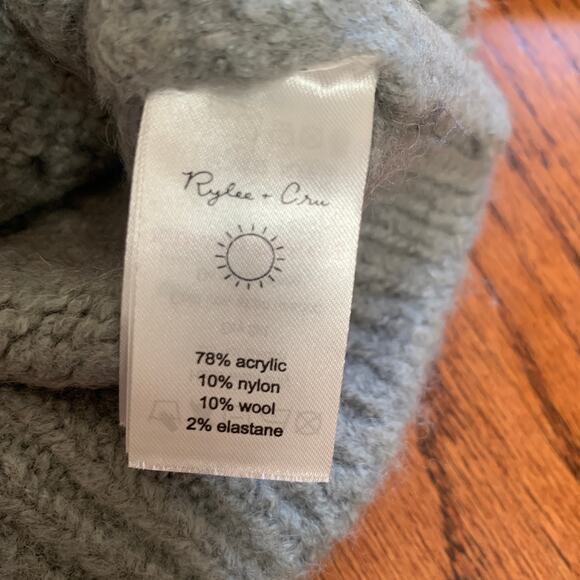 Rylee + Cru
78% acrylic
10% nylon
10% wool
2% elastane